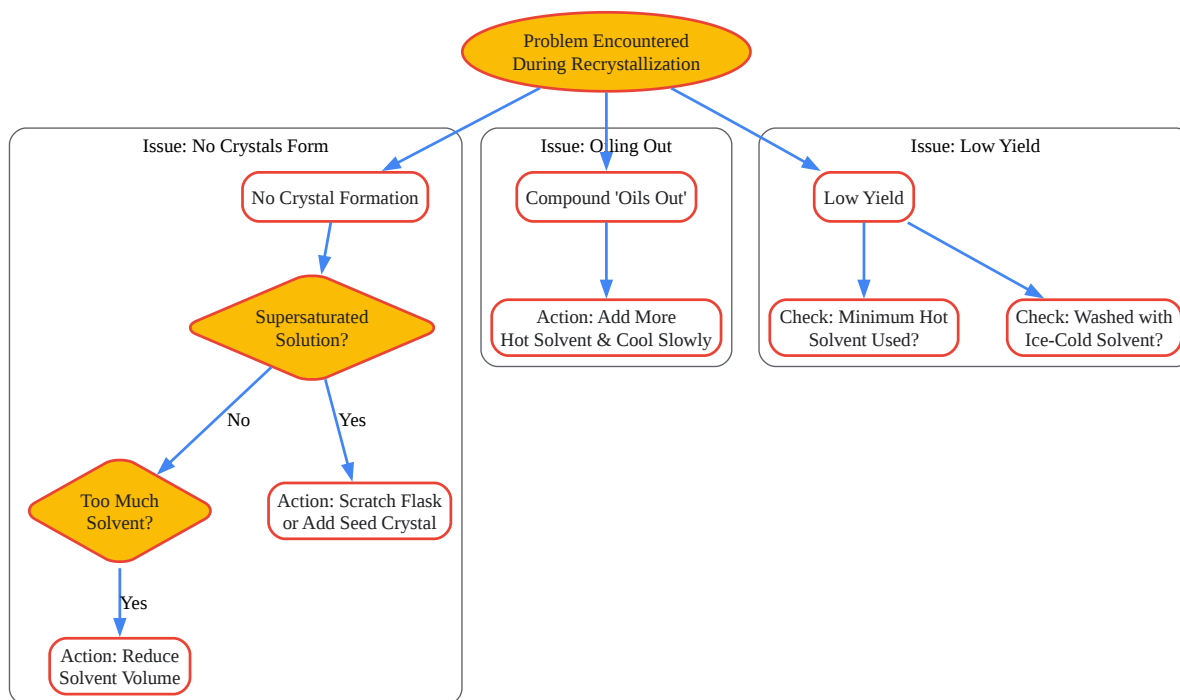 Problem Encountered
During Recrystallization
Issue: No Crystals Form
Issue: Oiling Out
Issue: Low Yield
No Crystal Formation
Compound 'Oils Out'
Low Yield
Supersaturated
Solution?
Action: Add More
Hot Solvent & Cool Slowly
Check: Minimum Hot
Solvent Used?
Check: Washed with
Ice-Cold Solvent?
No
Yes
Too Much
Solvent?
Action: Scratch Flask
or Add Seed Crystal
Yes
Action: Reduce
Solvent Volume